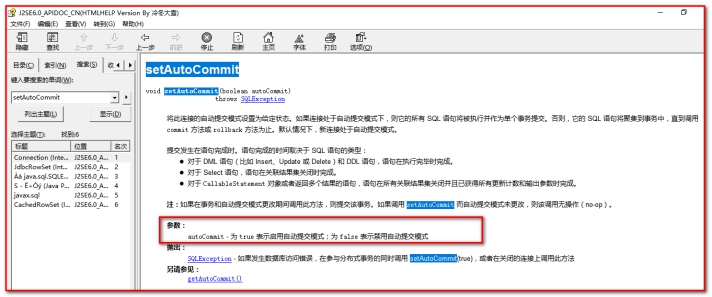 J2SE6.0_APIDOC_CN(HTMLHELP Version By 冷冬大雪)
文件(F) 编辑(E) 查看(V) 转到(G) 帮助(H)
隐藏 查找 上一步 下一步 上一步 前进 停止 刷新 主页 字体 打印 选项(O)
目录(C) 索引(N) 搜索(S) 收
键入要搜索的单词(W):
setAutoCommit
列出主题(L) 显示(D)
选择主题(T): 找到:6
标题 位置 名次
Connection (Inte... J2SE6.0_A... 1
JdbcRowSet (Int... J2SE6.0_A... 2
Áá java.sql.SQLE... J2SE6.0_A... 3
J2SE6.0_A... 4
javax.sql J2SE6.0_A... 5
CachedRowSet (I... J2SE6.0_A... 6
setAutoCommit
void setAutoCommit(boolean autoCommit)
throws SQLException
将此连接的自动提交模式设置为给定状态。如果连接处于自动提交模式下，则它的所有 SQL 语句将被执行并作为单个事务提交。否则，它的 SQL 语句将聚集到事务中，直到调用
commit 方法或 rollback 方法为止。默认情况下，新连接处于自动提交模式。
提交发生在语句完成时。语句完成的时间取决于 SQL 语句的类型：
• 对于 DML 语句（比如 Insert、Update 或 Delete）和 DDL 语句，语句在执行完毕时完成。
• 对于 Select 语句，语句在关联结果集关闭时完成。
• 对于 CallableStatement 对象或者返回多个结果的语句，语句在所有关联结果集关闭并且已获得所有更新计数和输出参数时完成。
注：如果在事务和自动提交模式更改期间调用此方法，则提交该事务。如果调用 setAutoCommit 而自动提交模式未更改，则该调用无操作（no-op）。
参数：
autoCommit - 为 true 表示启用自动提交模式；为 false 表示禁用自动提交模式
抛出：
SQLException - 如果发生数据库访问错误，在参与分布式事务的同时调用 setAutoCommit(true)，或者在关闭的连接上调用此方法
另请参见：
getAutoCommit()